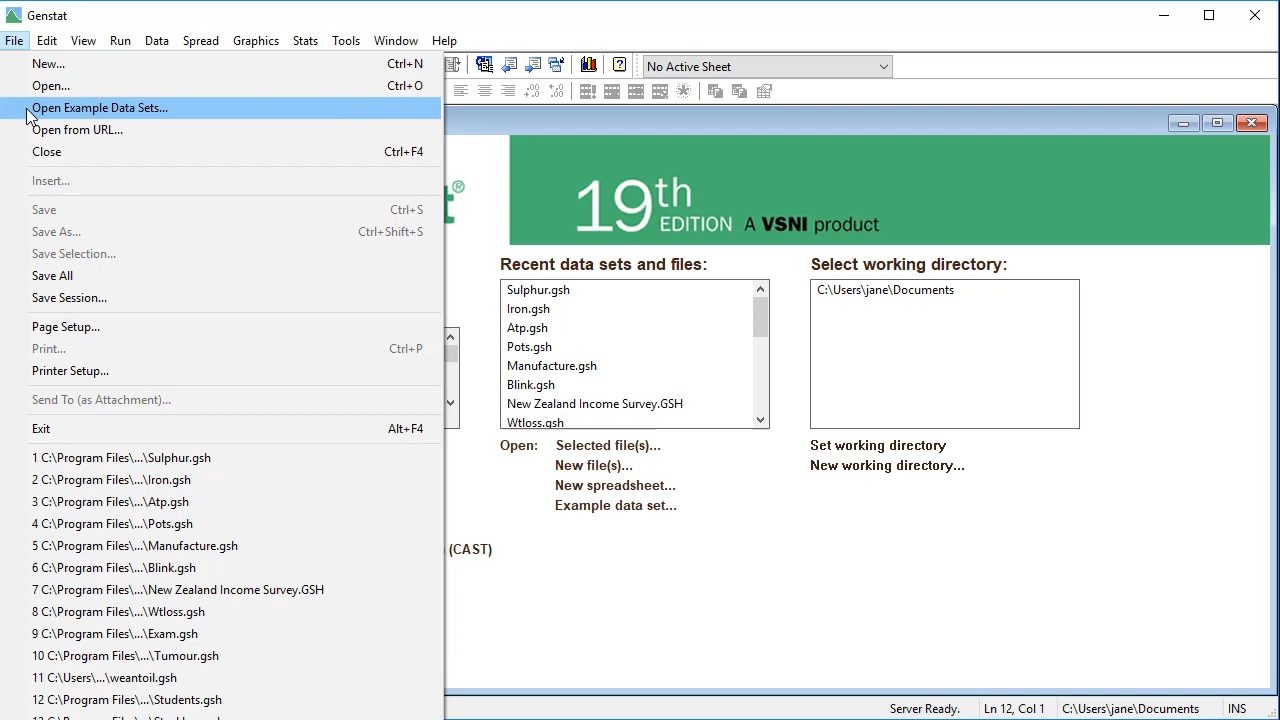 Genstat
File Edit View Run Data Spread Graphics Stats Tools Window Help
No Active Sheet
New... Ctrl+N
Open... Ctrl+O
Open Example Data Sets...
Open from URL...
Close Ctrl+F4
Insert...
Save Ctrl+S
Save As... Ctrl+Shift+S
Save Selection...
Save All
Save Session...
Page Setup...
Print... Ctrl+P
Printer Setup...
Send To (as Attachment)...
Exit Alt+F4
1 C:\Program Files\...\Sulphur.gsh
2 C:\Program Files\...\Iron.gsh
3 C:\Program Files\...\Atp.gsh
4 C:\Program Files\...\Pots.gsh
5 C:\Program Files\...\Manufacture.gsh
6 C:\Program Files\...\Blink.gsh
7 C:\Program Files\...\New Zealand Income Survey.GSH
8 C:\Program Files\...\Wtloss.gsh
9 C:\Program Files\...\Exam.gsh
10 C:\Program Files\...\Tumour.gsh
11 C:\Users\...\weantoil.gsh
12 C:\Program Files\...\Students.gsh
t®
19th EDITION A VSNI product
Recent data sets and files:
Sulphur.gsh
Iron.gsh
Atp.gsh
Pots.gsh
Manufacture.gsh
Blink.gsh
New Zealand Income Survey.GSH
Wtloss.gsh
Open: Selected file(s)...
New file(s)...
New spreadsheet...
Example data set...
(CAST)
Select working directory:
C:\Users\jane\Documents
Set working directory
New working directory...
Server Ready. Ln 12, Col 1 C:\Users\jane\Documents INS